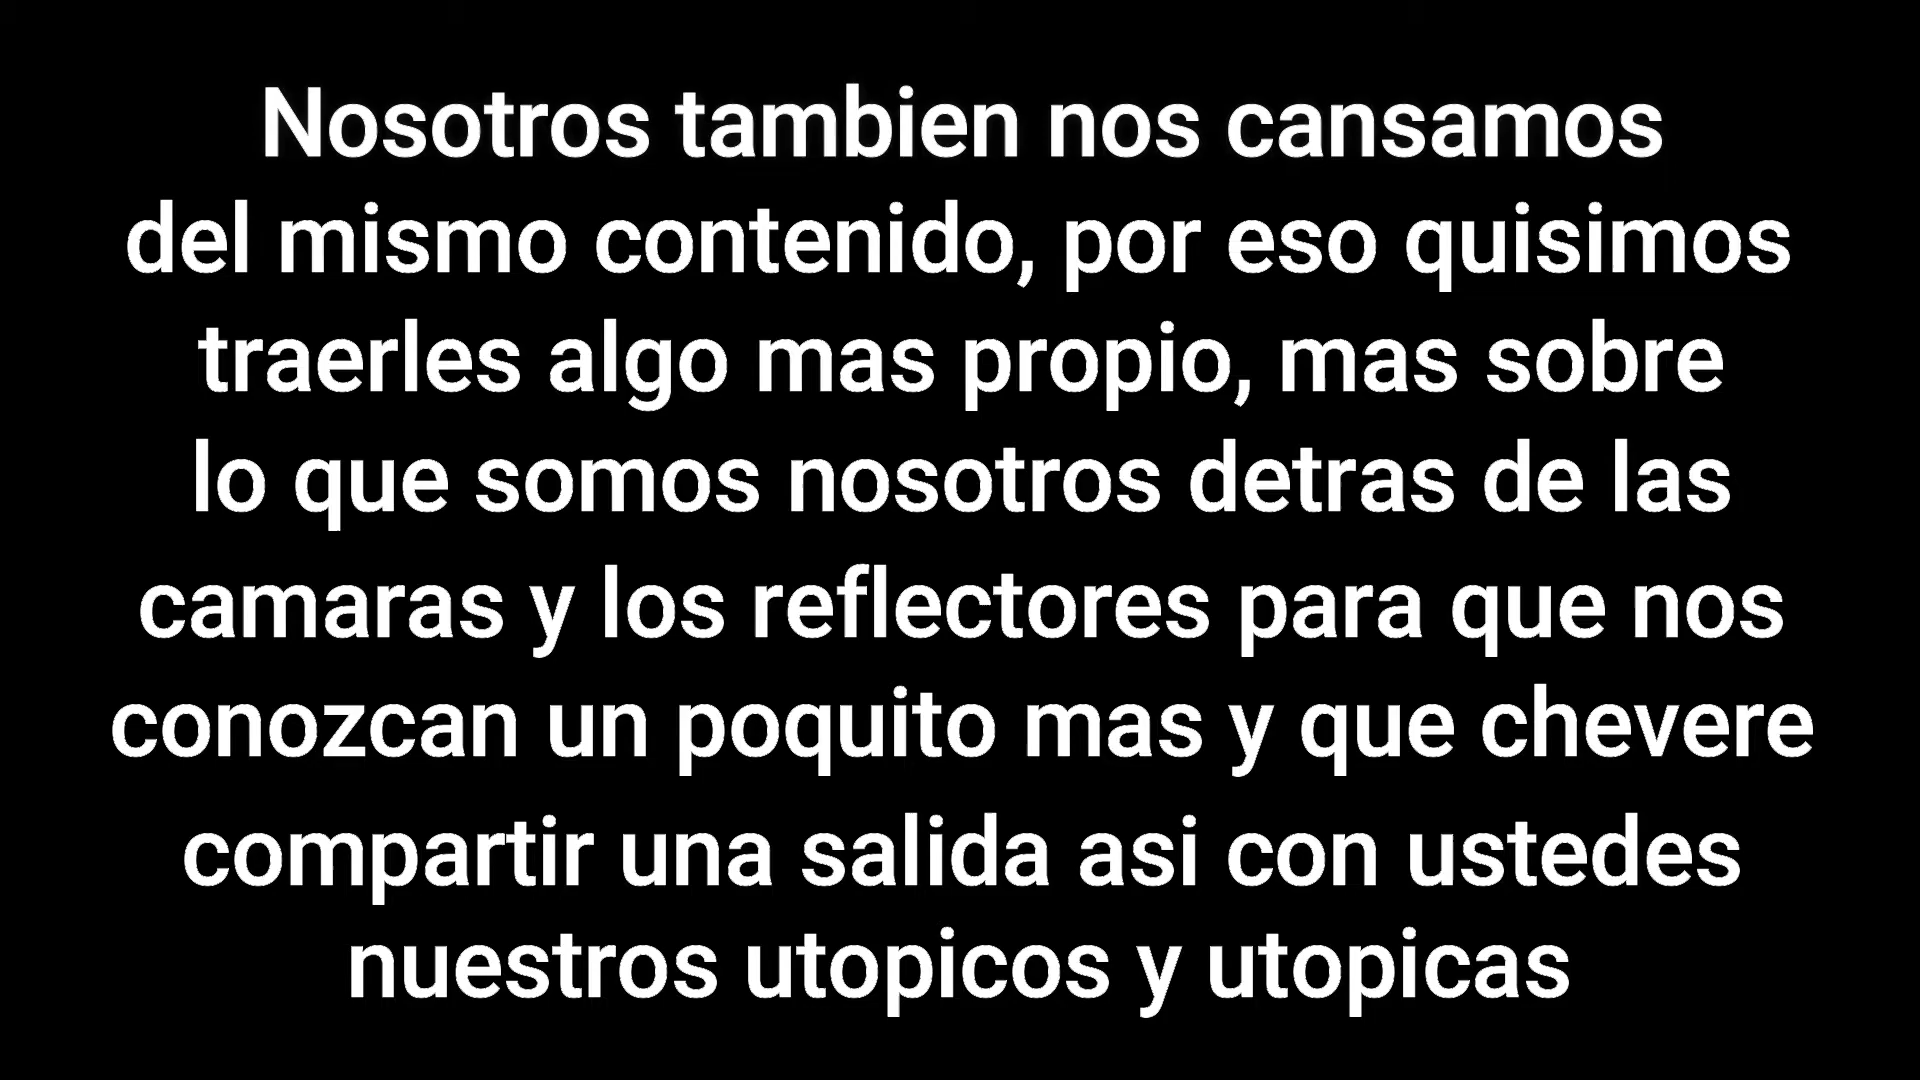 Nosotros tambien nos cansamos
del mismo contenido, por eso quisimos
traerles algo mas propio, mas sobre
lo que somos nosotros detras de las
camaras y los reflectores para que nos
conozcan un poquito mas y que chevere
compartir una salida asi con ustedes
nuestros utopicos y utopicas